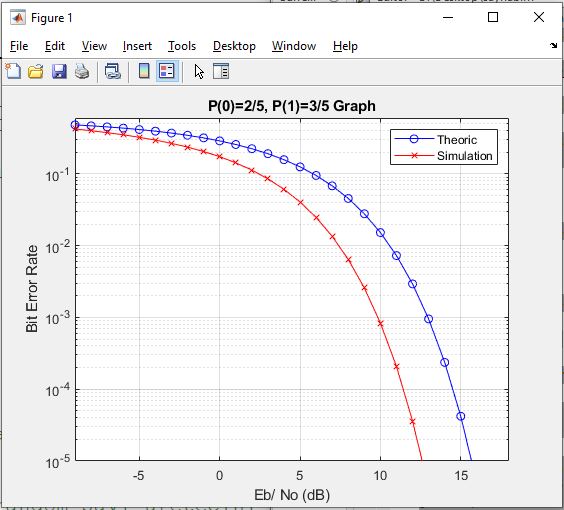 Figure 1
File Edit View Insert Tools Desktop Window Help
P(0)=2/5, P(1)=3/5 Graph
Theoric
Simulation
10-1
10-2
10-3
10-4
10-5
Bit Error Rate
-5 0 5 10 15
Eb/ No (dB)